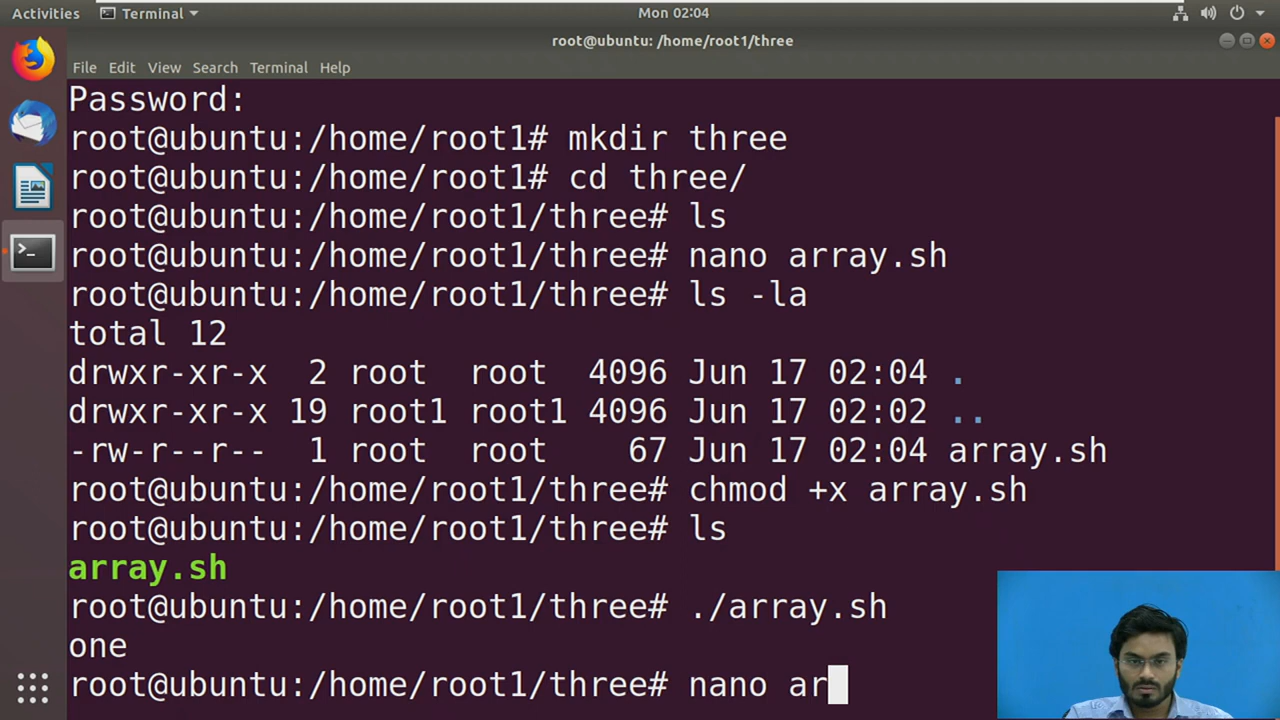 Activities Terminal Mon 02:04
root@ubuntu: /home/root1/three
File Edit View Search Terminal Help
Password:
root@ubuntu:/home/root1# mkdir three
root@ubuntu:/home/root1# cd three/
root@ubuntu:/home/root1/three# ls
root@ubuntu:/home/root1/three# nano array.sh
root@ubuntu:/home/root1/three# ls -la
total 12
drwxr-xr-x 2 root root 4096 Jun 17 02:04 .
drwxr-xr-x 19 root1 root1 4096 Jun 17 02:02 ..
-rw-r--r-- 1 root root 67 Jun 17 02:04 array.sh
root@ubuntu:/home/root1/three# chmod +x array.sh
root@ubuntu:/home/root1/three# ls
array.sh
root@ubuntu:/home/root1/three# ./array.sh
one
root@ubuntu:/home/root1/three# nano ar